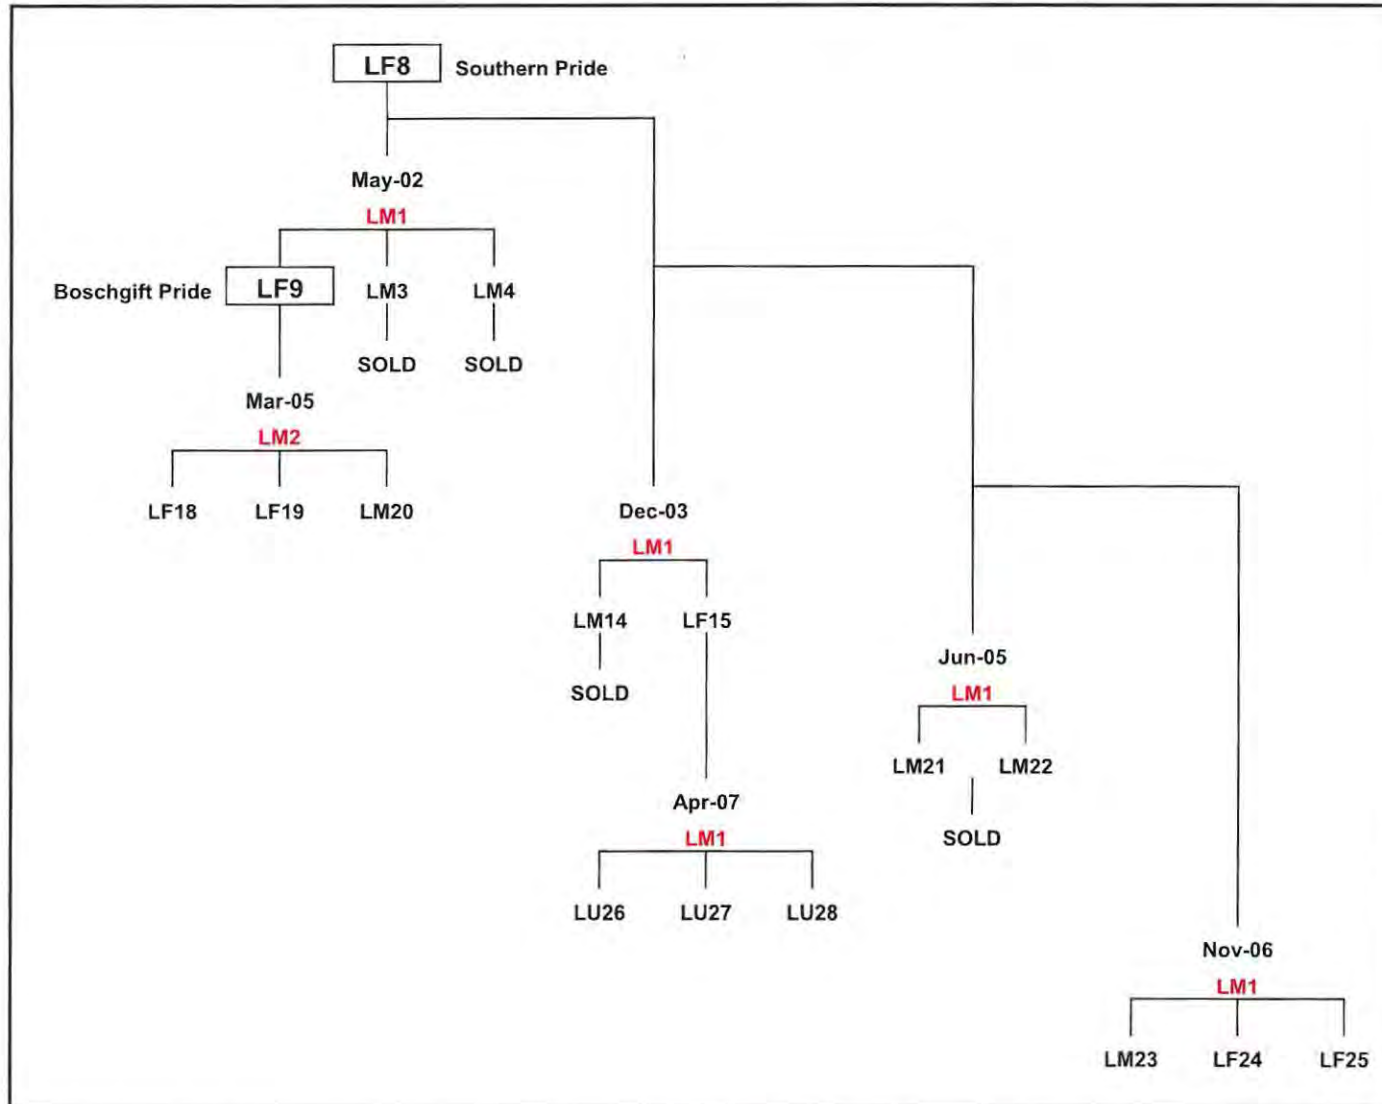 LF8 Southern Pride
May-02
LM1
Boschgift Pride LF9 LM3 LM4
SOLD SOLD
Mar-05
LM2
LF18 LF19 LM20
Dec-03
LM1
LM14 LF15
SOLD
Jun-05
LM1
LM21 LM22
SOLD
Apr-07
LM1
LU26 LU27 LU28
Nov-06
LM1
LM23 LF24 LF25